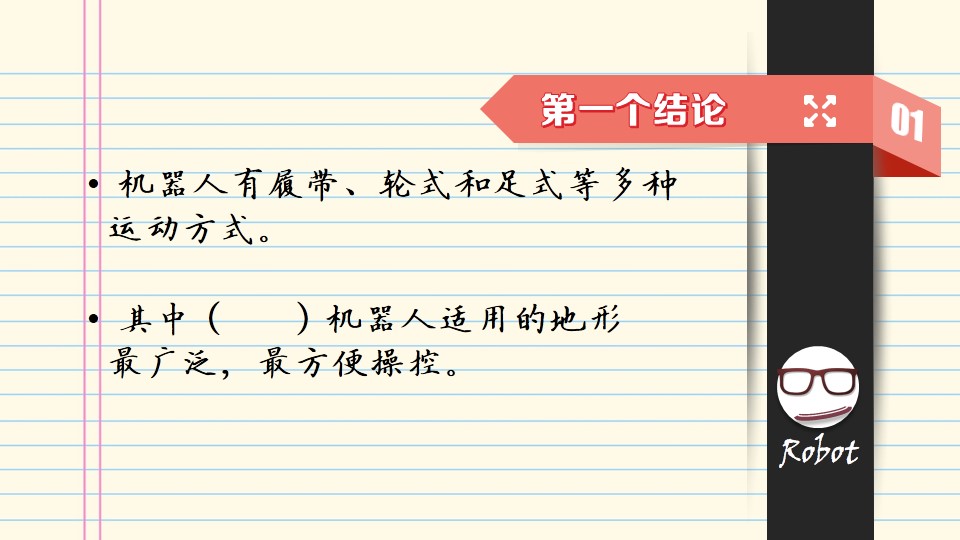 第一个结论
01
• 机器人有履带、轮式和足式等多种
运动方式。
• 其中（　　）机器人适用的地形
最广泛，最方便操控。
Robot